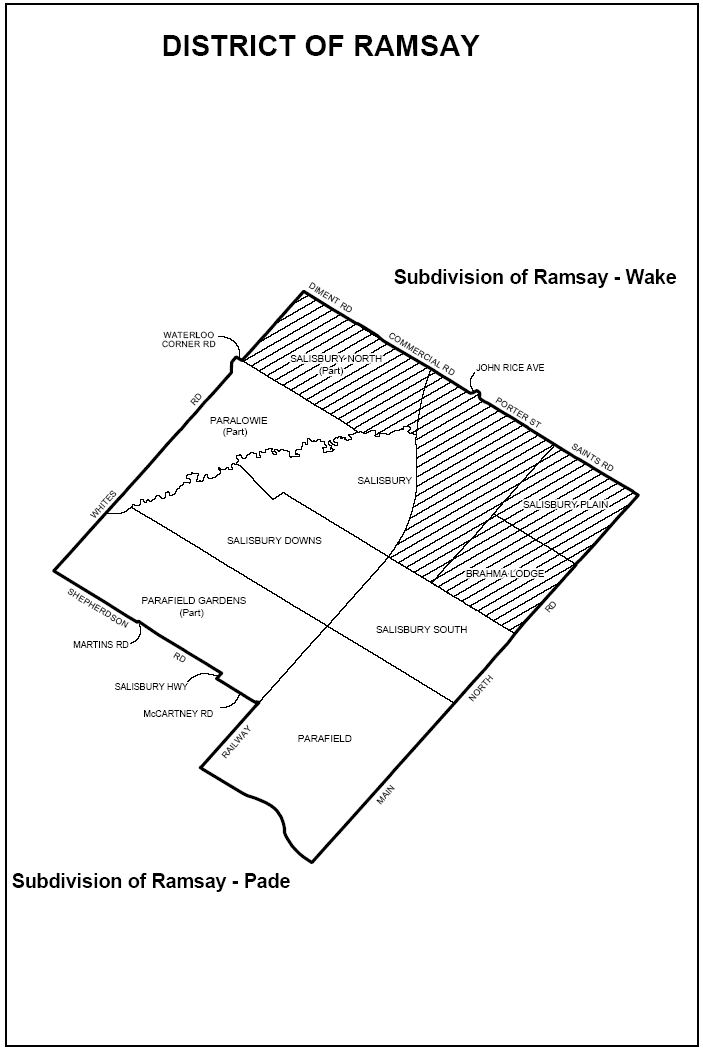 DISTRICT OF RAMSAY
Subdivision of Ramsay - Wake
DIMENT RD
WATERLOO
CORNER RD
COMMERCIAL RD
SALISBURY NORTH
(Part)
JOHN RICE AVE
PORTER ST
RD
PARALOWIE
(Part)
SAINTS RD
SALISBURY
WHITES
SALISBURY PLAIN
SALISBURY DOWNS
BRAHMA LODGE
PARAFIELD GARDENS
(Part)
SHEPHERDSON
RD
SALISBURY SOUTH
MARTINS RD
RD
SALISBURY HWY
NORTH
McCARTNEY RD
RAILWAY
PARAFIELD
MAIN
Subdivision of Ramsay - Pade